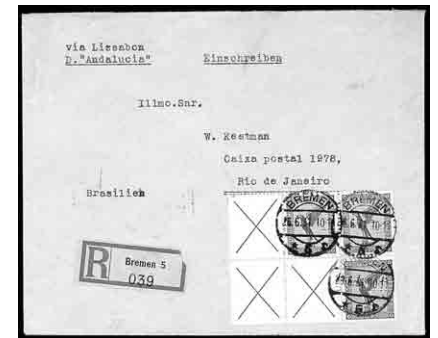 via Lissabon
D."Andalucia"
Einschreiben
Illmo.Snr.
W. Kestman
Caixa postal 1978,
Rio de Janeiro
Brasilien
R
Bremen 5
039
BREMEN
BREMEN